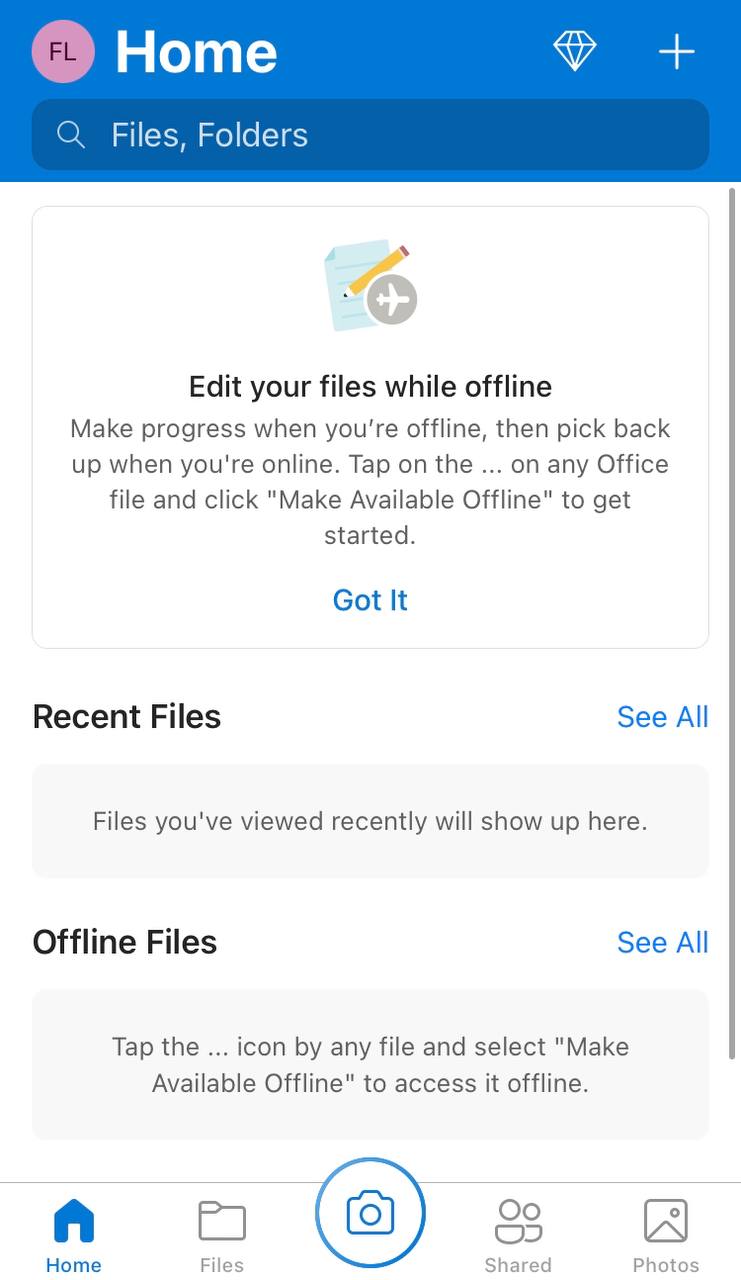 FL
Home
Files, Folders
Edit your files while offline
Make progress when you’re offline, then pick back
up when you're online. Tap on the ... on any Office
file and click "Make Available Offline" to get
started.
Got It
Recent Files
See All
Files you've viewed recently will show up here.
Offline Files
See All
Tap the ... icon by any file and select "Make
Available Offline" to access it offline.
Home
Files
Shared
Photos